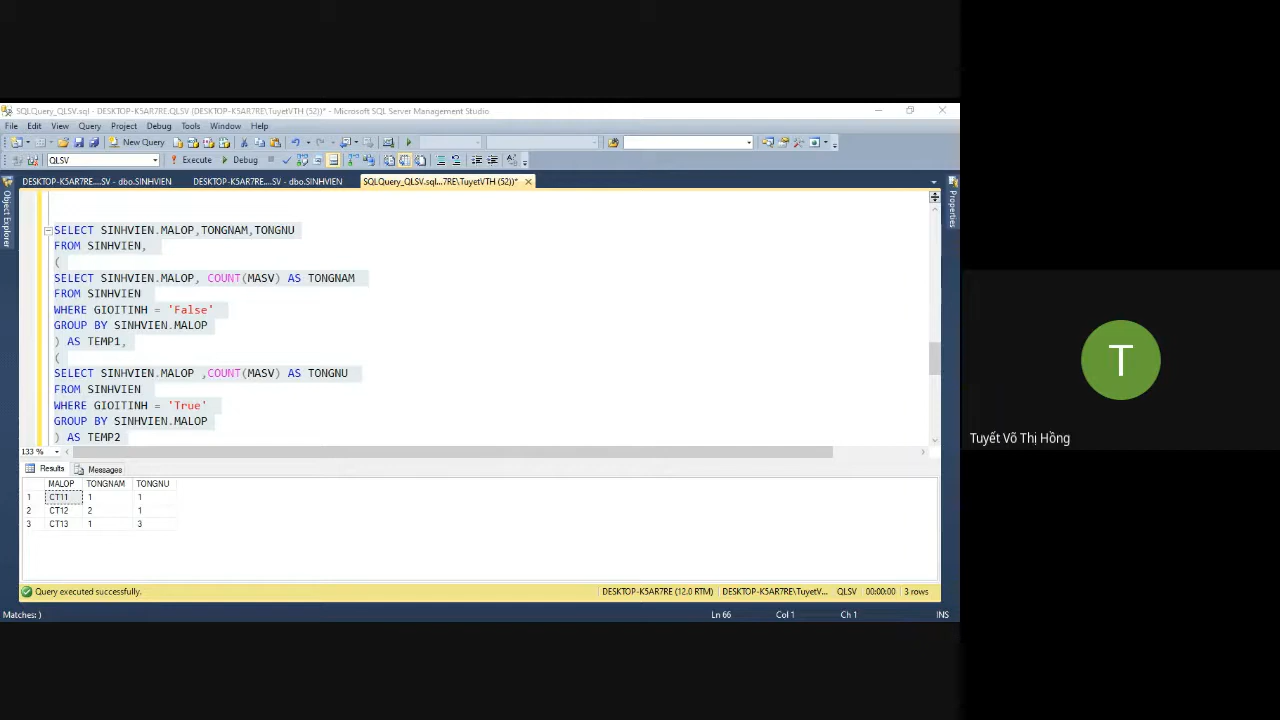 SQLQuery_QLSV.sql - DESKTOP-K5AR7RE.QLSV (DESKTOP-K5AR7RE\TuyetVTH (52))* - Microsoft SQL Server Management Studio
File Edit View Query Project Debug Tools Window Help
New Query
QLSV Execute Debug
DESKTOP-K5AR7RE....SV - dbo.SINHVIEN DESKTOP-K5AR7RE....SV - dbo.SINHVIEN SQLQuery_QLSV.sql...7RE\TuyetVTH (52))*
Object Explorer
Properties
SELECT SINHVIEN.MALOP,TONGNAM,TONGNU
FROM SINHVIEN,
(
SELECT SINHVIEN.MALOP, COUNT(MASV) AS TONGNAM
FROM SINHVIEN
WHERE GIOITINH = 'False'
GROUP BY SINHVIEN.MALOP
) AS TEMP1,
(
SELECT SINHVIEN.MALOP ,COUNT(MASV) AS TONGNU
FROM SINHVIEN
WHERE GIOITINH = 'True'
GROUP BY SINHVIEN.MALOP
) AS TEMP2
133 %
Results Messages
MALOP TONGNAM TONGNU
1 CT11 1 1
2 CT12 2 1
3 CT13 1 3
Query executed successfully. DESKTOP-K5AR7RE (12.0 RTM) DESKTOP-K5AR7RE\TuyetV... QLSV 00:00:00 3 rows
Matches: ) Ln 66 Col 1 Ch 1 INS
T
Tuyết Võ Thị Hồng